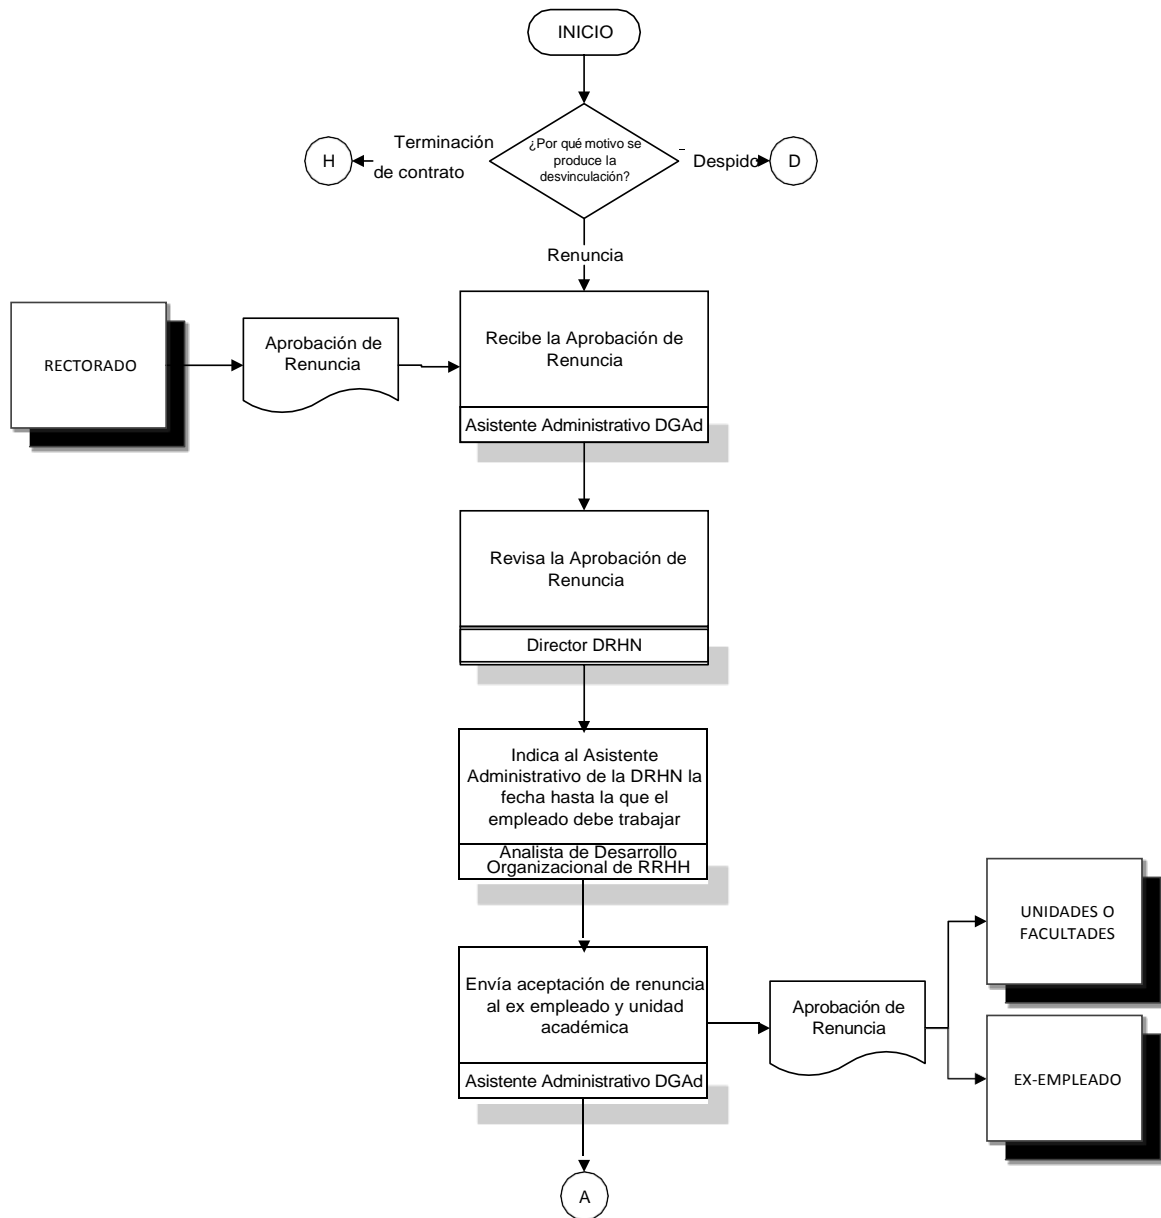 INICIO
¿Por qué motivo se
produce la
desvinculación?
Terminación
de contrato
H
Despido
D
Renuncia
RECTORADO
Aprobación de
Renuncia
Recibe la Aprobación de
Renuncia
Asistente Administrativo DGAd
Revisa la Aprobación de
Renuncia
Director DRHN
Indica al Asistente
Administrativo de la DRHN la
fecha hasta la que el
empleado debe trabajar
Analista de Desarrollo
Organizacional de RRHH
Envía aceptación de renuncia
al ex empleado y unidad
académica
Asistente Administrativo DGAd
Aprobación de
Renuncia
UNIDADES O
FACULTADES
EX-EMPLEADO
A